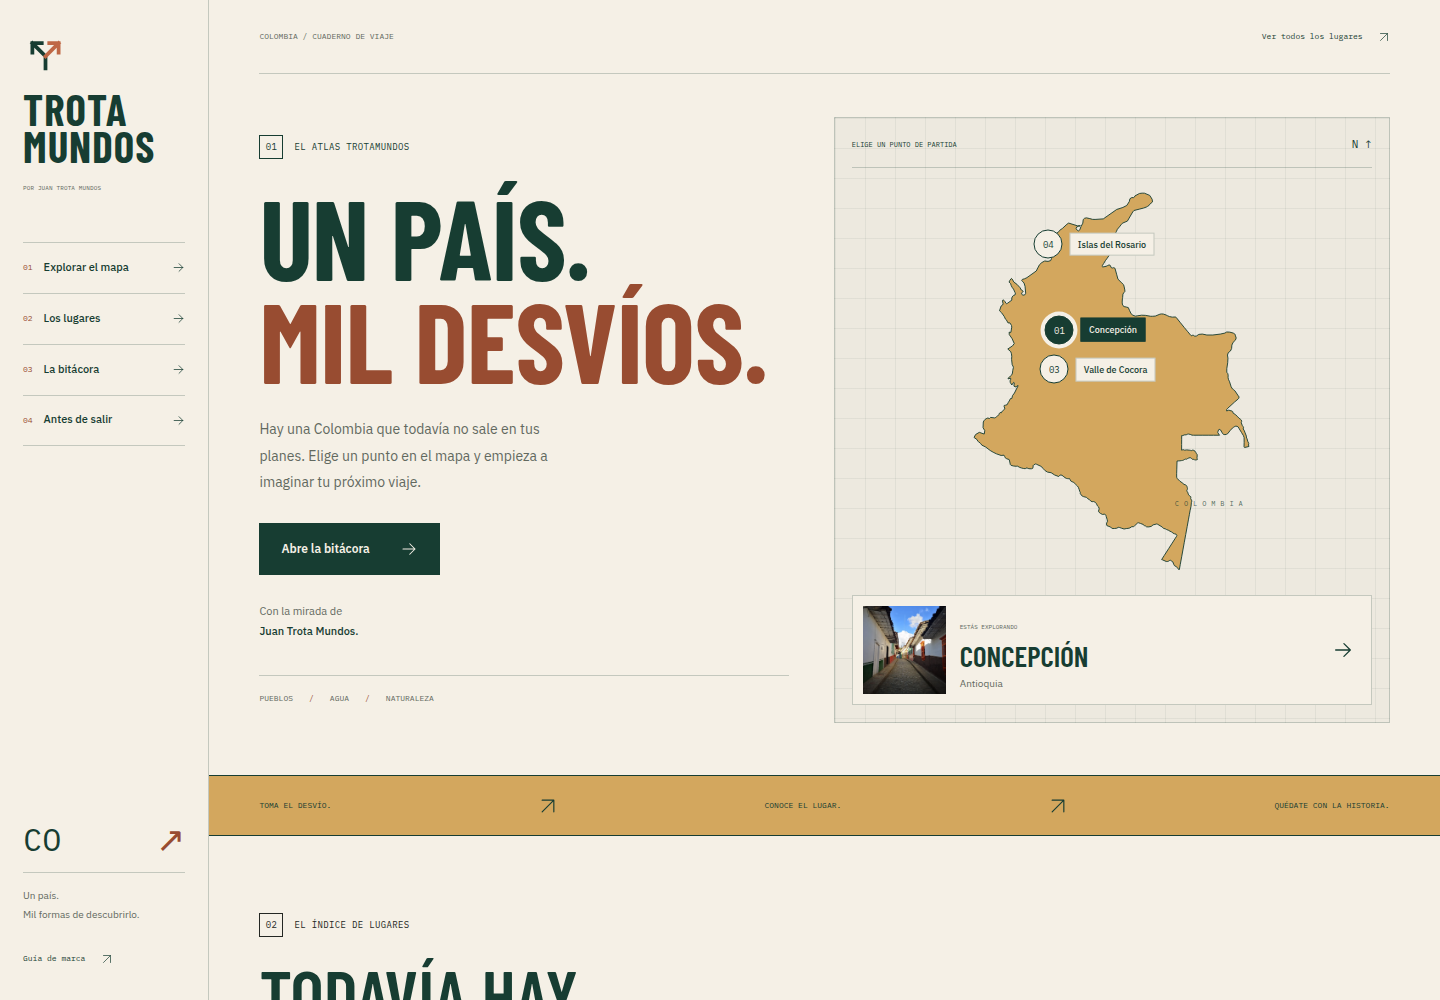 TROTA
MUNDOS
POR JUAN TROTA MUNDOS
01 Explorar el mapa →
02 Los lugares →
03 La bitácora →
04 Antes de salir →
CO ↗
Un país.
Mil formas de descubrirlo.
Guía de marca ↗
COLOMBIA / CUADERNO DE VIAJE
Ver todos los lugares ↗
01 EL ATLAS TROTAMUNDOS
UN PAÍS.
MIL DESVÍOS.
Hay una Colombia que todavía no sale en tus
planes. Elige un punto en el mapa y empieza a
imaginar tu próximo viaje.
Abre la bitácora →
Con la mirada de
Juan Trota Mundos.
PUEBLOS / AGUA / NATURALEZA
ELIGE UN PUNTO DE PARTIDA
N ↑
04 Islas del Rosario
01 Concepción
03 Valle de Cocora
COLOMBIA
ESTÁS EXPLORANDO
CONCEPCIÓN →
Antioquia
TOMA EL DESVÍO. ↗ CONOCE EL LUGAR. ↗ QUÉDATE CON LA HISTORIA.
02 EL ÍNDICE DE LUGARES
TODAVÍA HAY